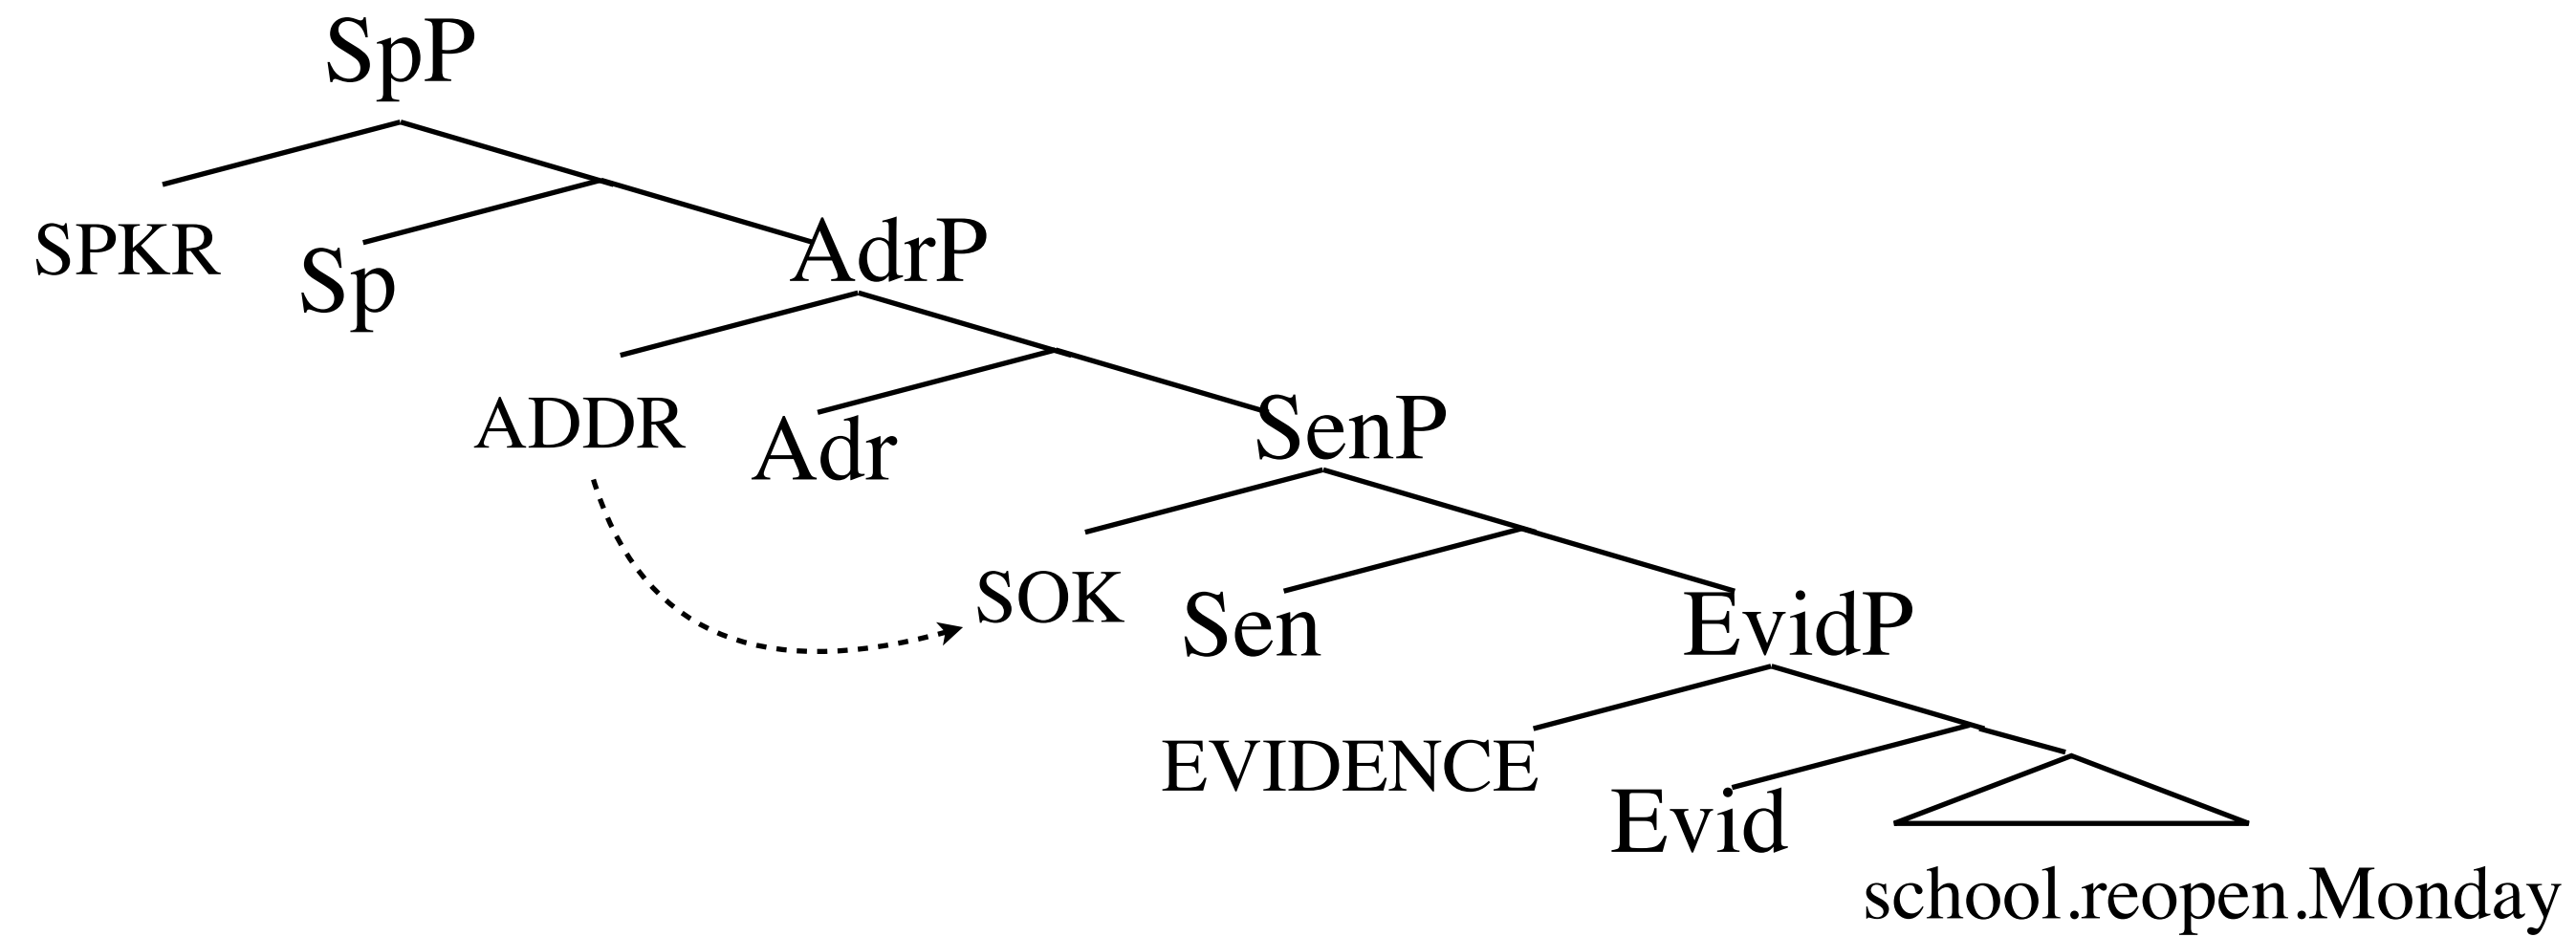 SpP
SPKR
Sp
AdrP
ADDR
Adr
SenP
SOK
Sen
EvidP
EVIDENCE
Evid
school.reopen.Monday